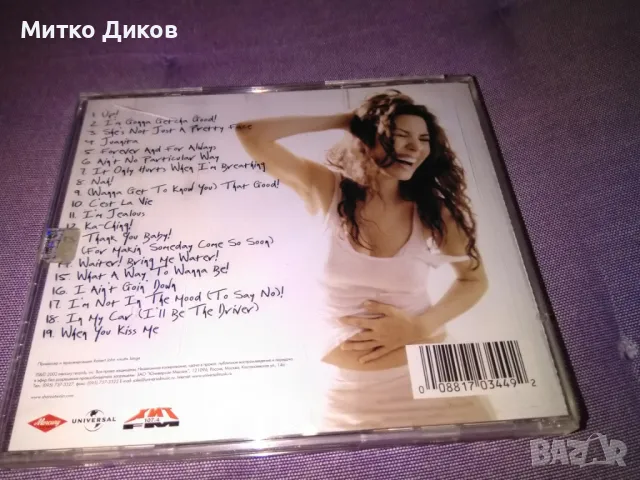 Митко Диков
1 Up!
2. I'm Gonna Getcha Good!
3. She's Not Just A Pretty Face
4 Juanita
5 Forever And For Always
6 Ain't No Particular Way
7. It Only Hurts When I'm Breathing
8 Nah!
9. (Wanna Get To Know You) That Good!
10. C'est La Vie
11. I'm Jealous
12. Ka-Ching!
Thank You Baby!
(For Makin' Someday Come So Soon)
14. Waiter! Bring Me Water!
15. What A Way To Wanna Be!
16. I Ain't Goin' Down
17. I'm Not In The Mood (To Say No)!
18 In My Car (I'll Be The Driver)
19. When You Kiss Me
Mercury
UNIVERSAL
FM
0 08817 03449 2
BAZAR